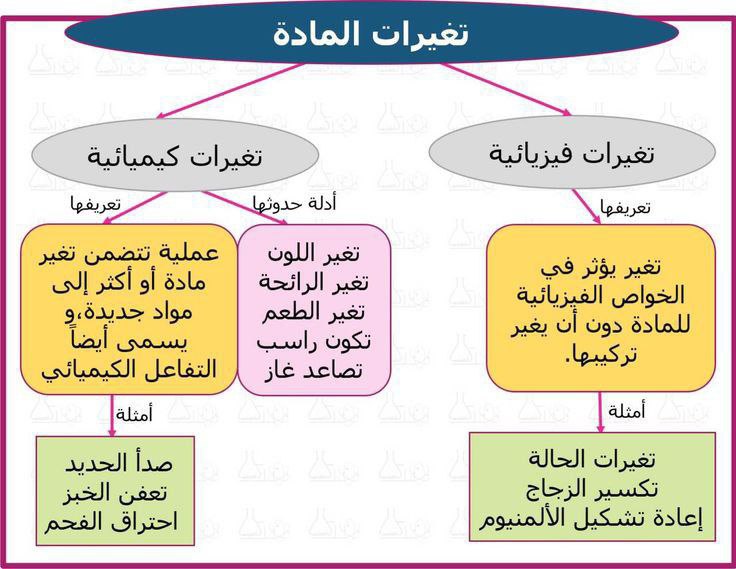 تغيرات المادة
تغيرات فيزيائية
تعريفها
تغير يؤثر في
الخواص الفيزيائية
للمادة دون أن يغير
تركيبها.
أمثلة
تغيرات الحالة
تكسير الزجاج
إعادة تشكيل الألمنيوم
تغيرات كيميائية
أدلة حدوثها
تغير اللون
تغير الرائحة
تغير الطعم
تكون راسب
تصاعد غاز
تعريفها
عملية تتضمن تغير
مادة أو أكثر إلى
مواد جديدة،و
يسمى أيضاً
التفاعل الكيميائي
أمثلة
صدأ الحديد
تعفن الخبز
احتراق الفحم